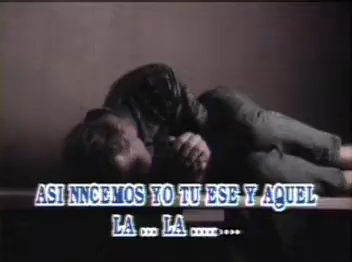 ASI NNCEMOS YO TU ESE Y AQUEL
LA ... LA ........